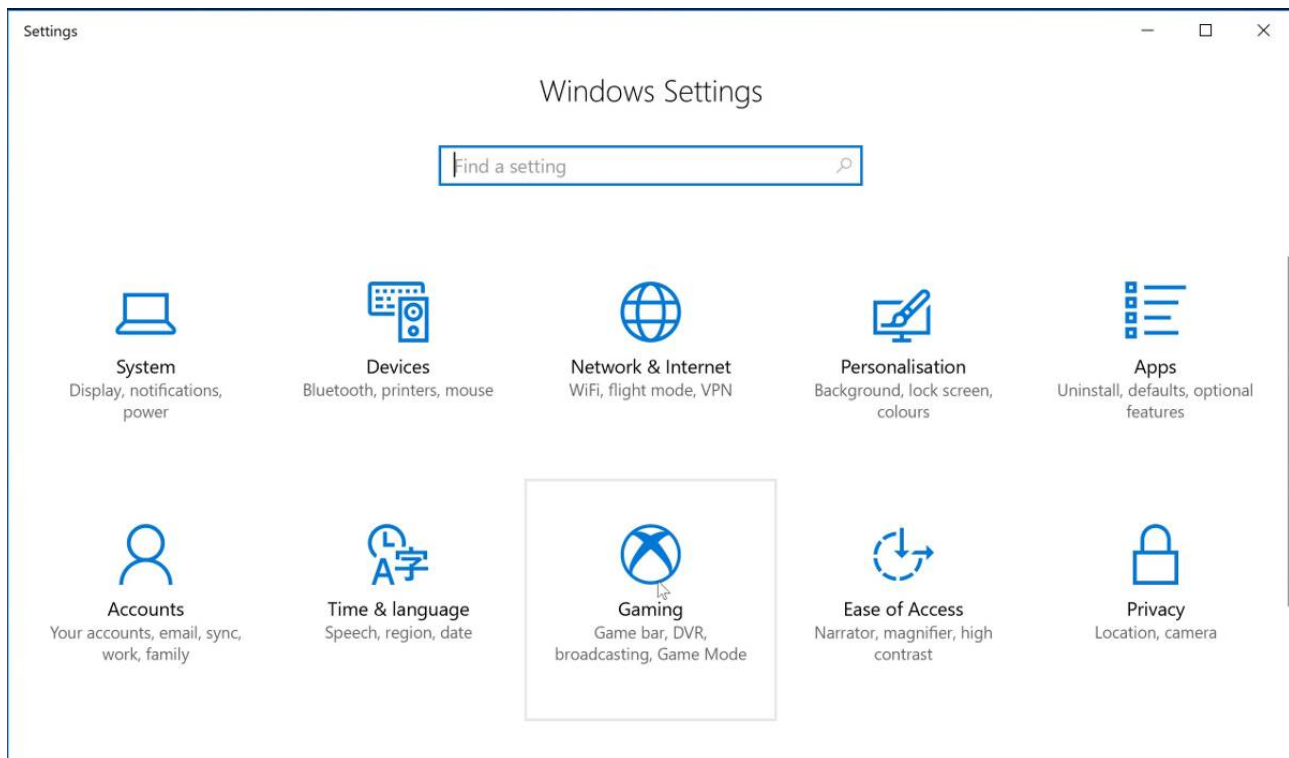 Settings
Windows Settings
Find a setting
System
Display, notifications,
power
Devices
Bluetooth, printers, mouse
Network & Internet
WiFi, flight mode, VPN
Personalisation
Background, lock screen,
colours
Apps
Uninstall, defaults, optional
features
Accounts
Your accounts, email, sync,
work, family
Time & language
Speech, region, date
Gaming
Game bar, DVR,
broadcasting, Game Mode
Ease of Access
Narrator, magnifier, high
contrast
Privacy
Location, camera